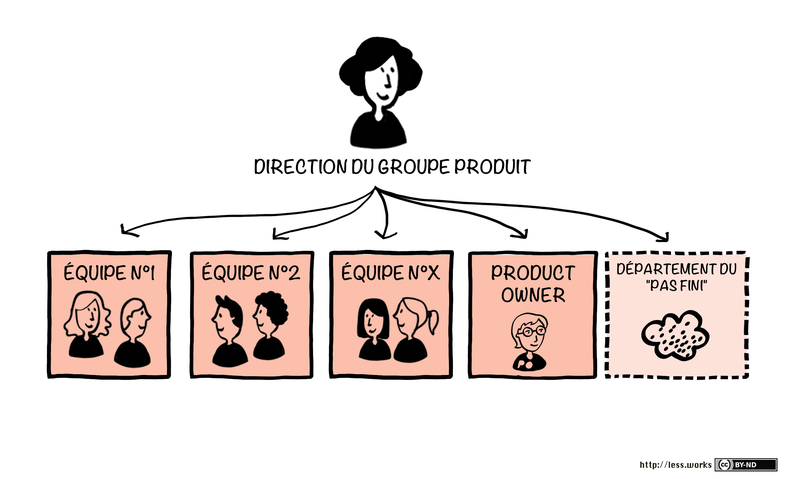 DIRECTION DU GROUPE PRODUIT
ÉQUIPE N°1
ÉQUIPE N°2
ÉQUIPE N°X
PRODUCT
OWNER
DÉPARTEMENT DU
"PAS FINI"
http://less.works
cc BY-ND